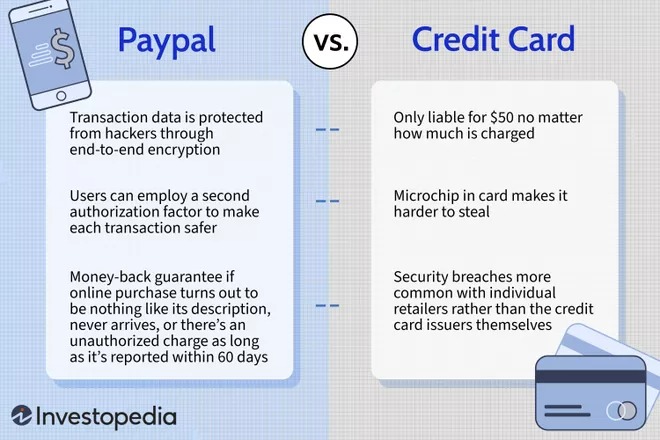 Paypal
vs.
Credit Card
Transaction data is protected
from hackers through
end-to-end encryption
Only liable for $50 no matter
how much is charged
Users can employ a second
authorization factor to make
each transaction safer
Microchip in card makes it
harder to steal
Money-back guarantee if
online purchase turns out to
be nothing like its description,
never arrives, or there’s an
unauthorized charge as long
as it’s reported within 60 days
Security breaches more
common with individual
retailers rather than the credit
card issuers themselves
$
Investopedia